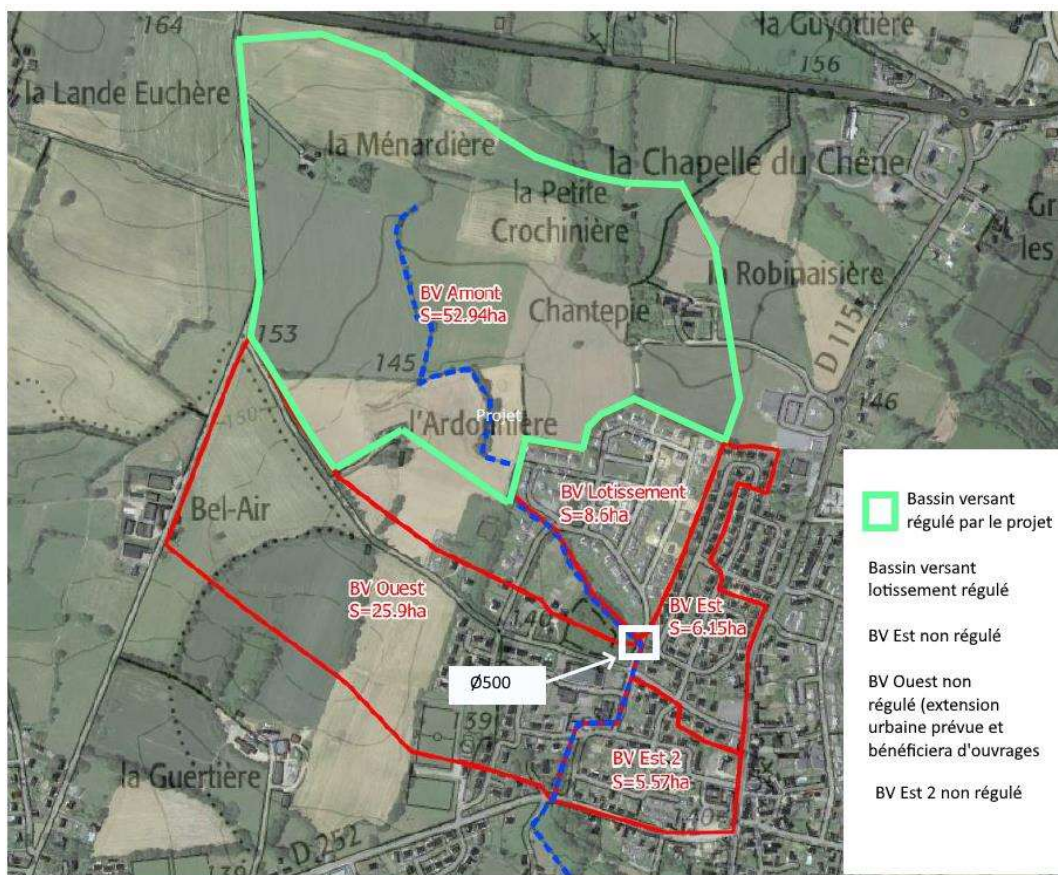 164
la Guyottière
156
la Lande Euchère
la Ménardière
la Chapelle du Chêne
la Petite
Crochinière
Gr
les
la Robinaisière
BV Amont
S=52.94ha
Chantepie
153
145
D 115
146
Projet
l'Ardonnière
150
BV Lotissement
S=8.6ha
Bel-Air
BV Ouest
S=25.9ha
140
BV Est
S=6.15ha
Ø500
139
BV Est 2
S=5.57ha
la Guertière
140
D 252
139
Bassin versant
régulé par le projet
Bassin versant
lotissement régulé
BV Est non régulé
BV Ouest non
régulé (extension
urbaine prévue et
bénéficiera d'ouvrages
BV Est 2 non régulé